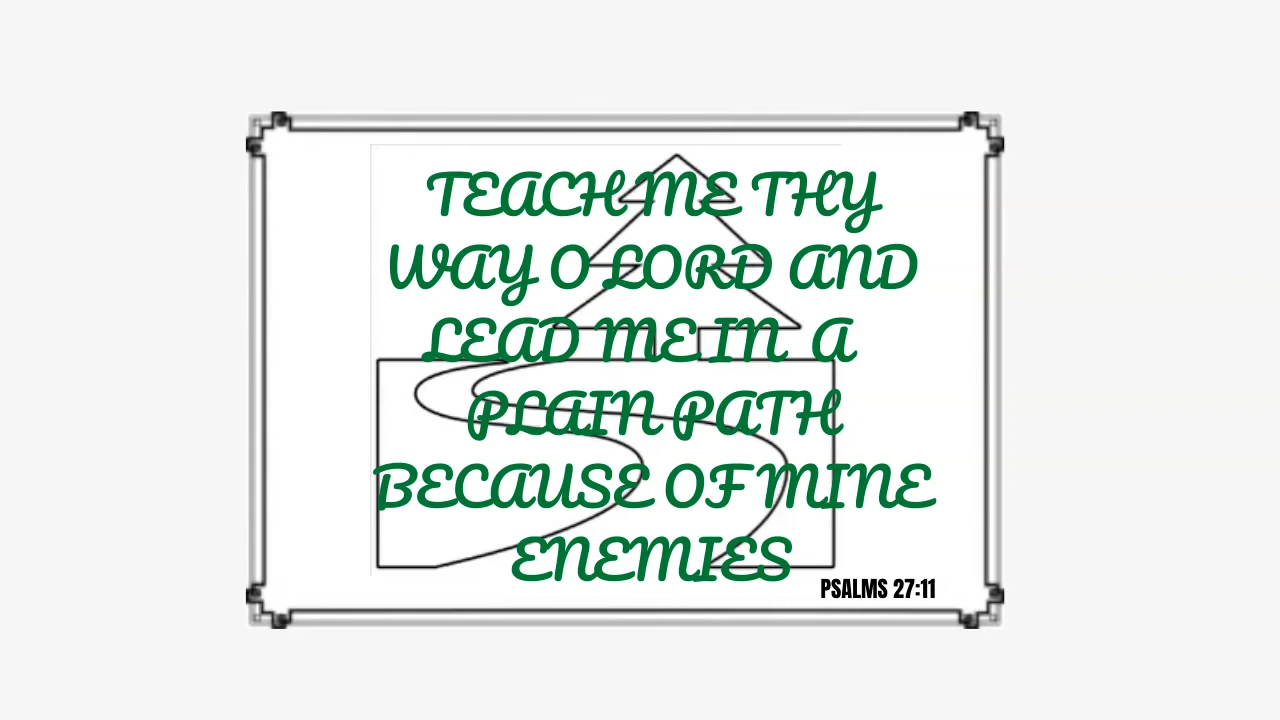 TEACH ME THY
WAY O LORD AND
LEAD ME IN A
PLAIN PATH
BECAUSE OF MINE
ENEMIES
PSALMS 27:11